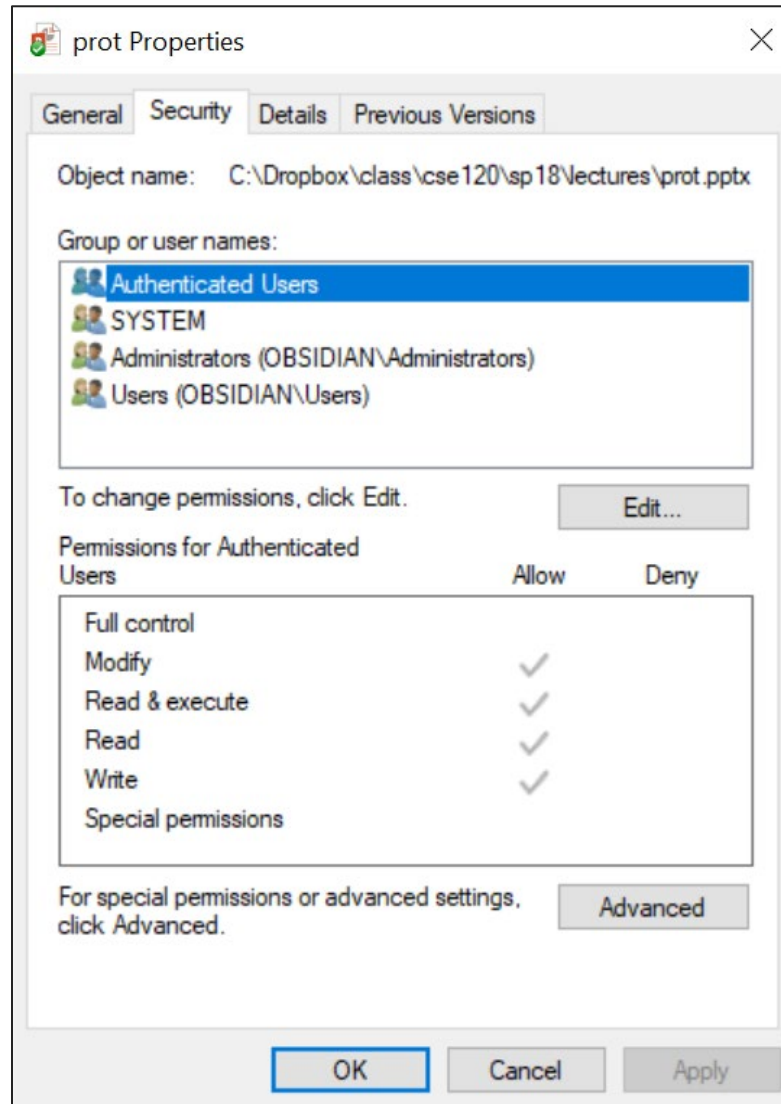 prot Properties
General Security Details Previous Versions
Object name: C:\Dropbox\class\cse120\sp18\lectures\prot.pptx
Group or user names:
Authenticated Users
SYSTEM
Administrators (OBSIDIAN\Administrators)
Users (OBSIDIAN\Users)
To change permissions, click Edit.
Edit...
Permissions for Authenticated
Users Allow Deny
Full control
Modify
Read & execute
Read
Write
Special permissions
For special permissions or advanced settings,
click Advanced.
Advanced
OK Cancel Apply